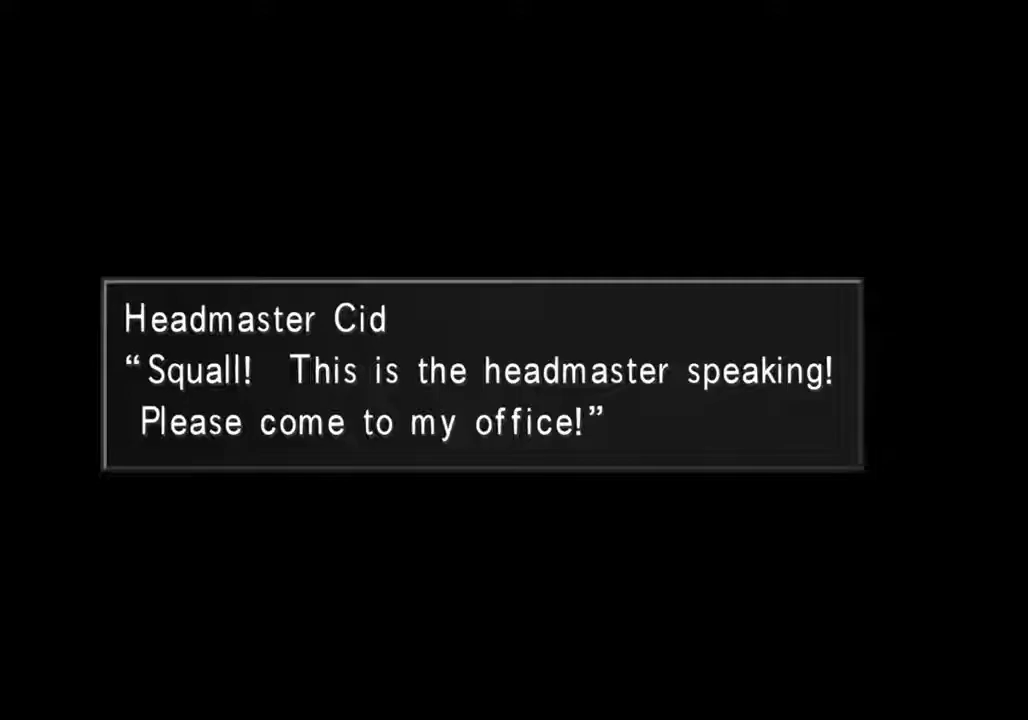 Headmaster Cid
“Squall!  This is the headmaster speaking!
Please come to my office!”